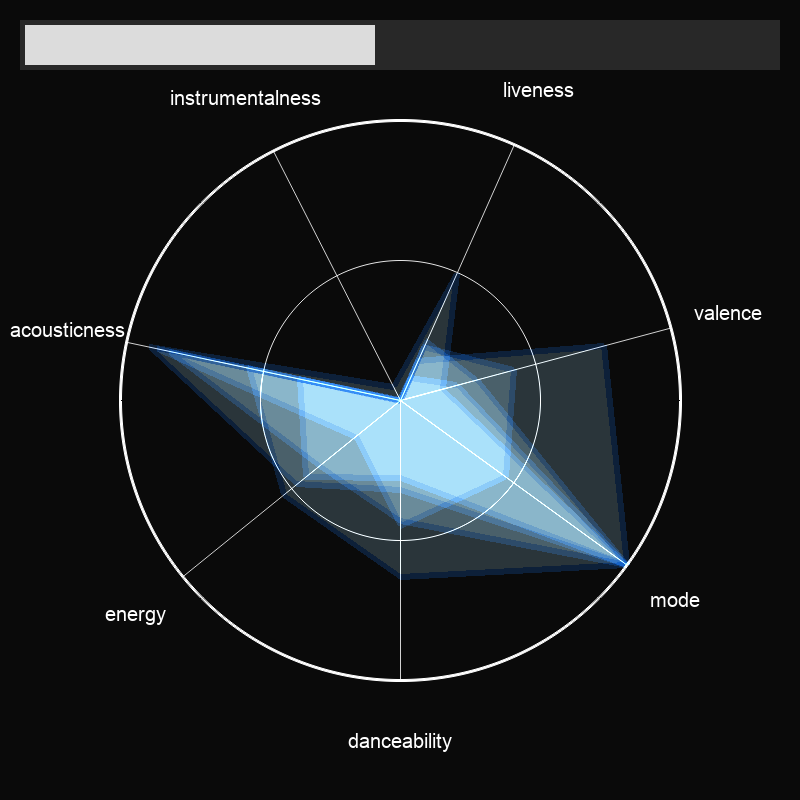 liveness
instrumentalness
valence
acousticness
mode
energy
danceability